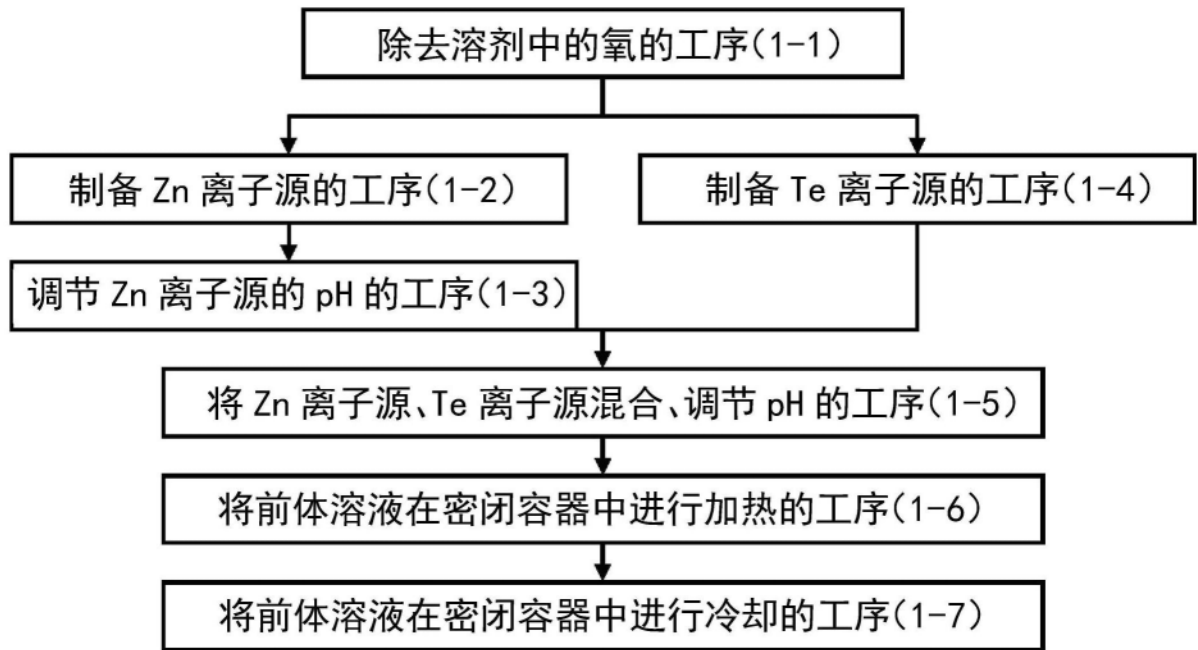 除去溶剂中的氧的工序(1-1)
制备 Zn 离子源的工序(1-2)
制备 Te 离子源的工序(1-4)
调节 Zn 离子源的 pH 的工序(1-3)
将 Zn 离子源、Te 离子源混合、调节 pH 的工序(1-5)
将前体溶液在密闭容器中进行加热的工序(1-6)
将前体溶液在密闭容器中进行冷却的工序(1-7)